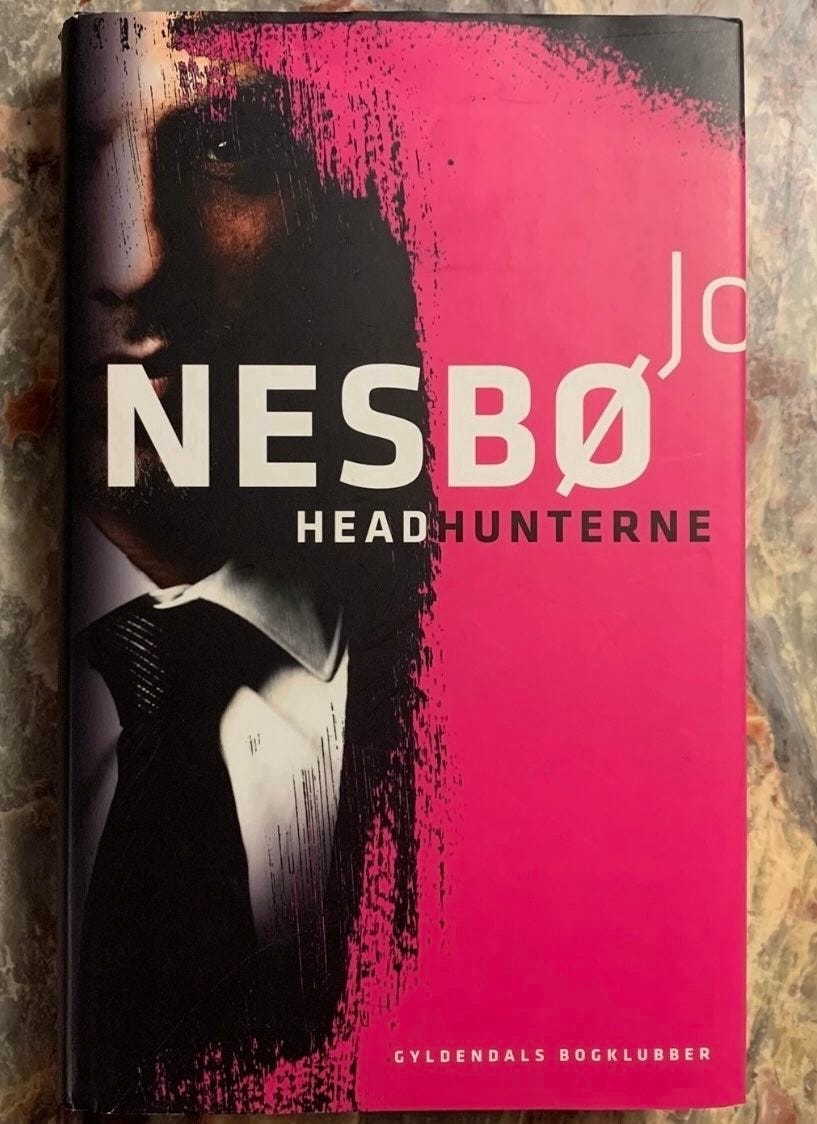 Jo
NESBØ
HEADHUNTERNE
GYLDENDALS BOGKLUBBER